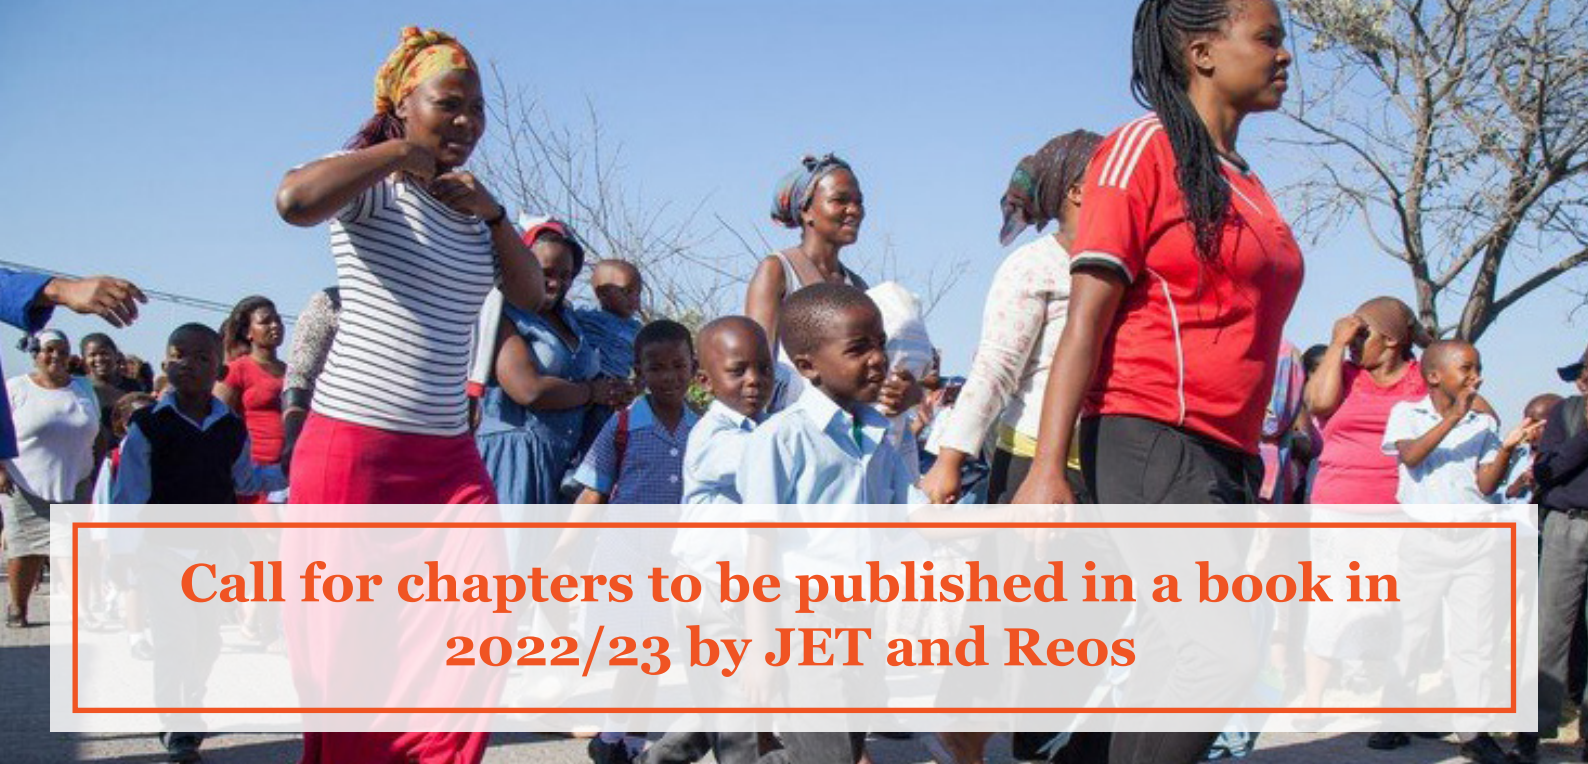 Call for chapters to be published in a book in
2022/23 by JET and Reos